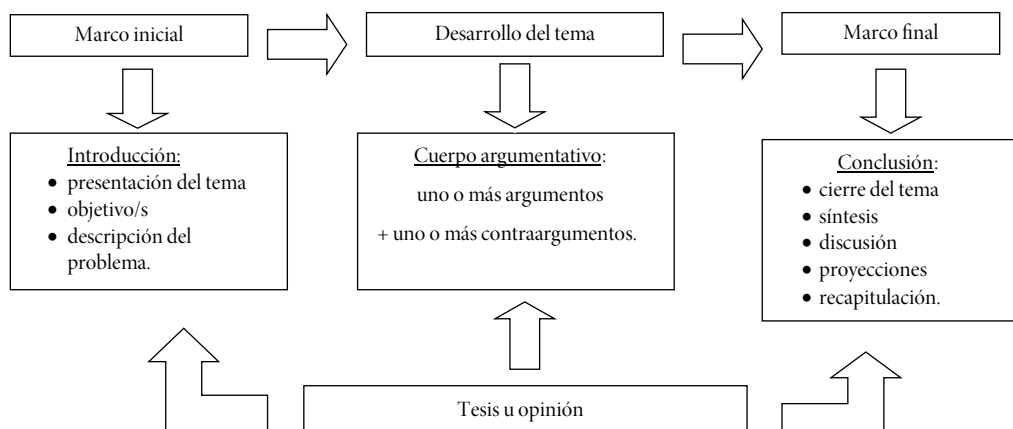 Marco inicial
Desarrollo del tema
Marco final
Introducción:
• presentación del tema
• objetivo/s
• descripción del
problema.
Cuerpo argumentativo:
uno o más argumentos
+ uno o más contraargumentos.
Conclusión:
• cierre del tema
• síntesis
• discusión
• proyecciones
• recapitulación.
Tesis u opinión